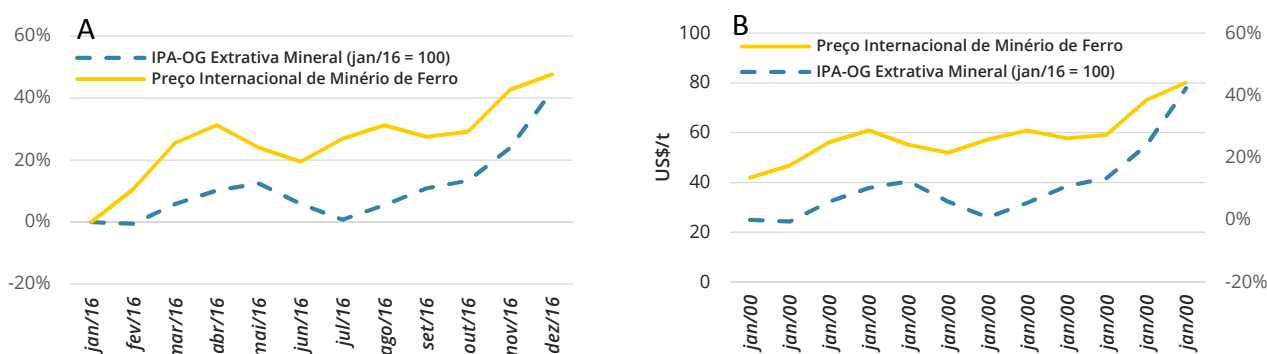 A
IPA-OG Extrativa Mineral (jan/16 = 100)
Preço Internacional de Minério de Ferro
60%
40%
20%
0%
-20%
jan/16
fev/16
mar/16
abr/16
mai/16
jun/16
jul/16
ago/16
set/16
out/16
nov/16
dez/16
B
Preço Internacional de Minério de Ferro
IPA-OG Extrativa Mineral (jan/16 = 100)
US$/t
100
80
60
40
20
0
60%
40%
20%
0%
-20%
jan/00
jan/00
jan/00
jan/00
jan/00
jan/00
jan/00
jan/00
jan/00
jan/00
jan/00
jan/00